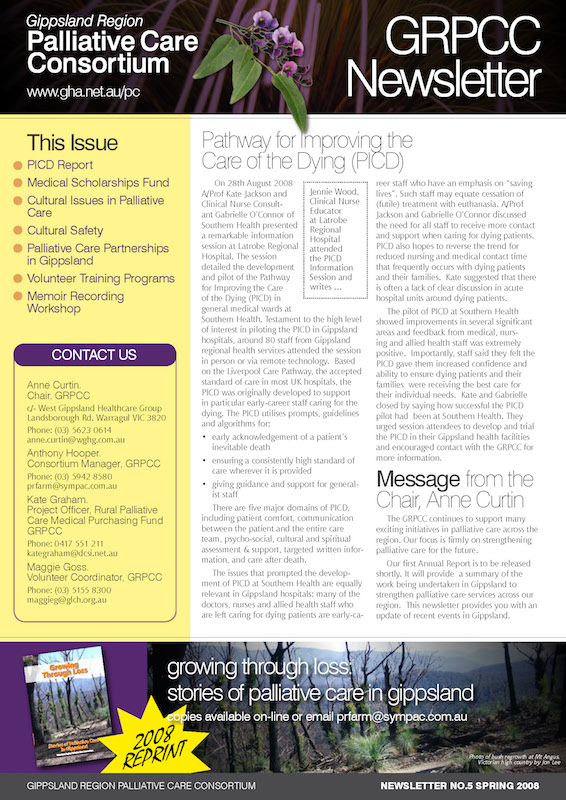 Gippsland Region
Palliative Care
Consortium
www.gha.net.au/pc
GRPCC
Newsletter
This Issue
PICD Report
Medical Scholarships Fund
Cultural Issues in Palliative
Care
Cultural Safety
Palliative Care Partnerships
in Gippsland
Volunteer Training Programs
Memoir Recording
Workshop
CONTACT US
Anne Curtin.
Chair, GRPCC
c/- West Gippsland Healthcare Group
Landsborough Rd. Warragul VIC 3820
Phone: (03) 5623 0614
anne.curtin@wghg.com.au
Anthony Hooper.
Consortium Manager, GRPCC
Phone: (03) 5942 8580
prfarm@sympac.com.au
Kate Graham.
Project Officer, Rural Palliative
Care Medical Purchasing Fund
GRPCC
Phone: 0417 551 211
kategraham@dcsi.net.au
Maggie Goss.
Volunteer Coordinator, GRPCC
Phone: (03) 5155 8300
maggieg@glch.org.au
Pathway for Improving the
Care of the Dying (PICD)
On 28th August 2008
A/Prof Kate Jackson and
Clinical Nurse Consult-
ant Gabrielle O'Connor of
Southern Health presented
a remarkable information
session at Latrobe Regional
Hospital. The session
detailed the development
and pilot of the Pathway
for Improving the Care
of the Dying (PICD) in
general medical wards at
Southern Health. Testament to the high level
of interest in piloting the PICD in Gippsland
hospitals, around 80 staff from Gippsland
regional health services attended the session
in person or via remote technology.  Based
on the Liverpool Care Pathway, the accepted
standard of care in most UK hospitals, the
PICD was originally developed to support
in particular early-career staff caring for the
dying. The PICD utilises prompts, guidelines
and algorithms for:
• early acknowledgement of a patient's
inevitable death
• ensuring a consistently high standard of
care wherever it is provided
• giving guidance and support for general-
ist staff
There are five major domains of PICD,
including patient comfort, communication
between the patient and the entire care
team, psycho-social, cultural and spiritual
assessment & support, targeted written infor-
mation, and care after death.
The issues that prompted the develop-
ment of PICD at Southern Health are equally
relevant in Gippsland hospitals: many of the
doctors, nurses and allied health staff who
are left caring for dying patients are early-ca-
Jennie Wood,
Clinical Nurse
Educator
at Latrobe
Regional
Hospital
attended
the PICD
Information
Session and
writes ...
reer staff who have an emphasis on "saving
lives". Such staff may equate cessation of
(futile) treatment with euthanasia. A/Prof
Jackson and Gabrielle O'Connor discussed
the need for all staff to receive more contact
and support when caring for dying patients.
PICD also hopes to reverse the trend for
reduced nursing and medical contact time
that frequently occurs with dying patients
and their families.  Kate suggested that there
is often a lack of clear discussion in acute
hospital units around dying patients.
The pilot of PICD at Southern Health
showed improvements in several significant
areas and feedback from medical, nurs-
ing and allied health staff was extremely
positive.  Importantly, staff said they felt the
PICD gave them increased confidence and
ability to ensure dying patients and their
families  were receiving the best care for
their individual needs.  Kate and Gabrielle
closed by saying how successful the PICD
pilot had  been at Southern Health. They
urged session attendees to develop and trial
the PICD in their Gippsland health facilities
and encouraged contact with the GRPCC for
more information.
Message from the
Chair, Anne Curtin
The GRPCC continues to support many
exciting initiatives in palliative care across the
region. Our focus is firmly on strengthening
palliative care for the future.
Our first Annual Report is to be released
shortly. It will provide  a summary of the
work being undertaken in Gippsland to
strengthen palliative care services across our
region.  This newsletter provides you with an
update of recent events in Gippsland.
Growing
Through Loss
Stories of Palliative Care
In Gippsland
2008
REPRINT
growing through loss:
stories of palliative care in gippsland
copies available on-line or email prfarm@sympac.com.au
Photo of bush regrowth at Mt Angus,
Victorian high country by Jon Lee
GIPPSLAND REGION PALLIATIVE CARE CONSORTIUM
NEWSLETTER NO.5 SPRING 2008